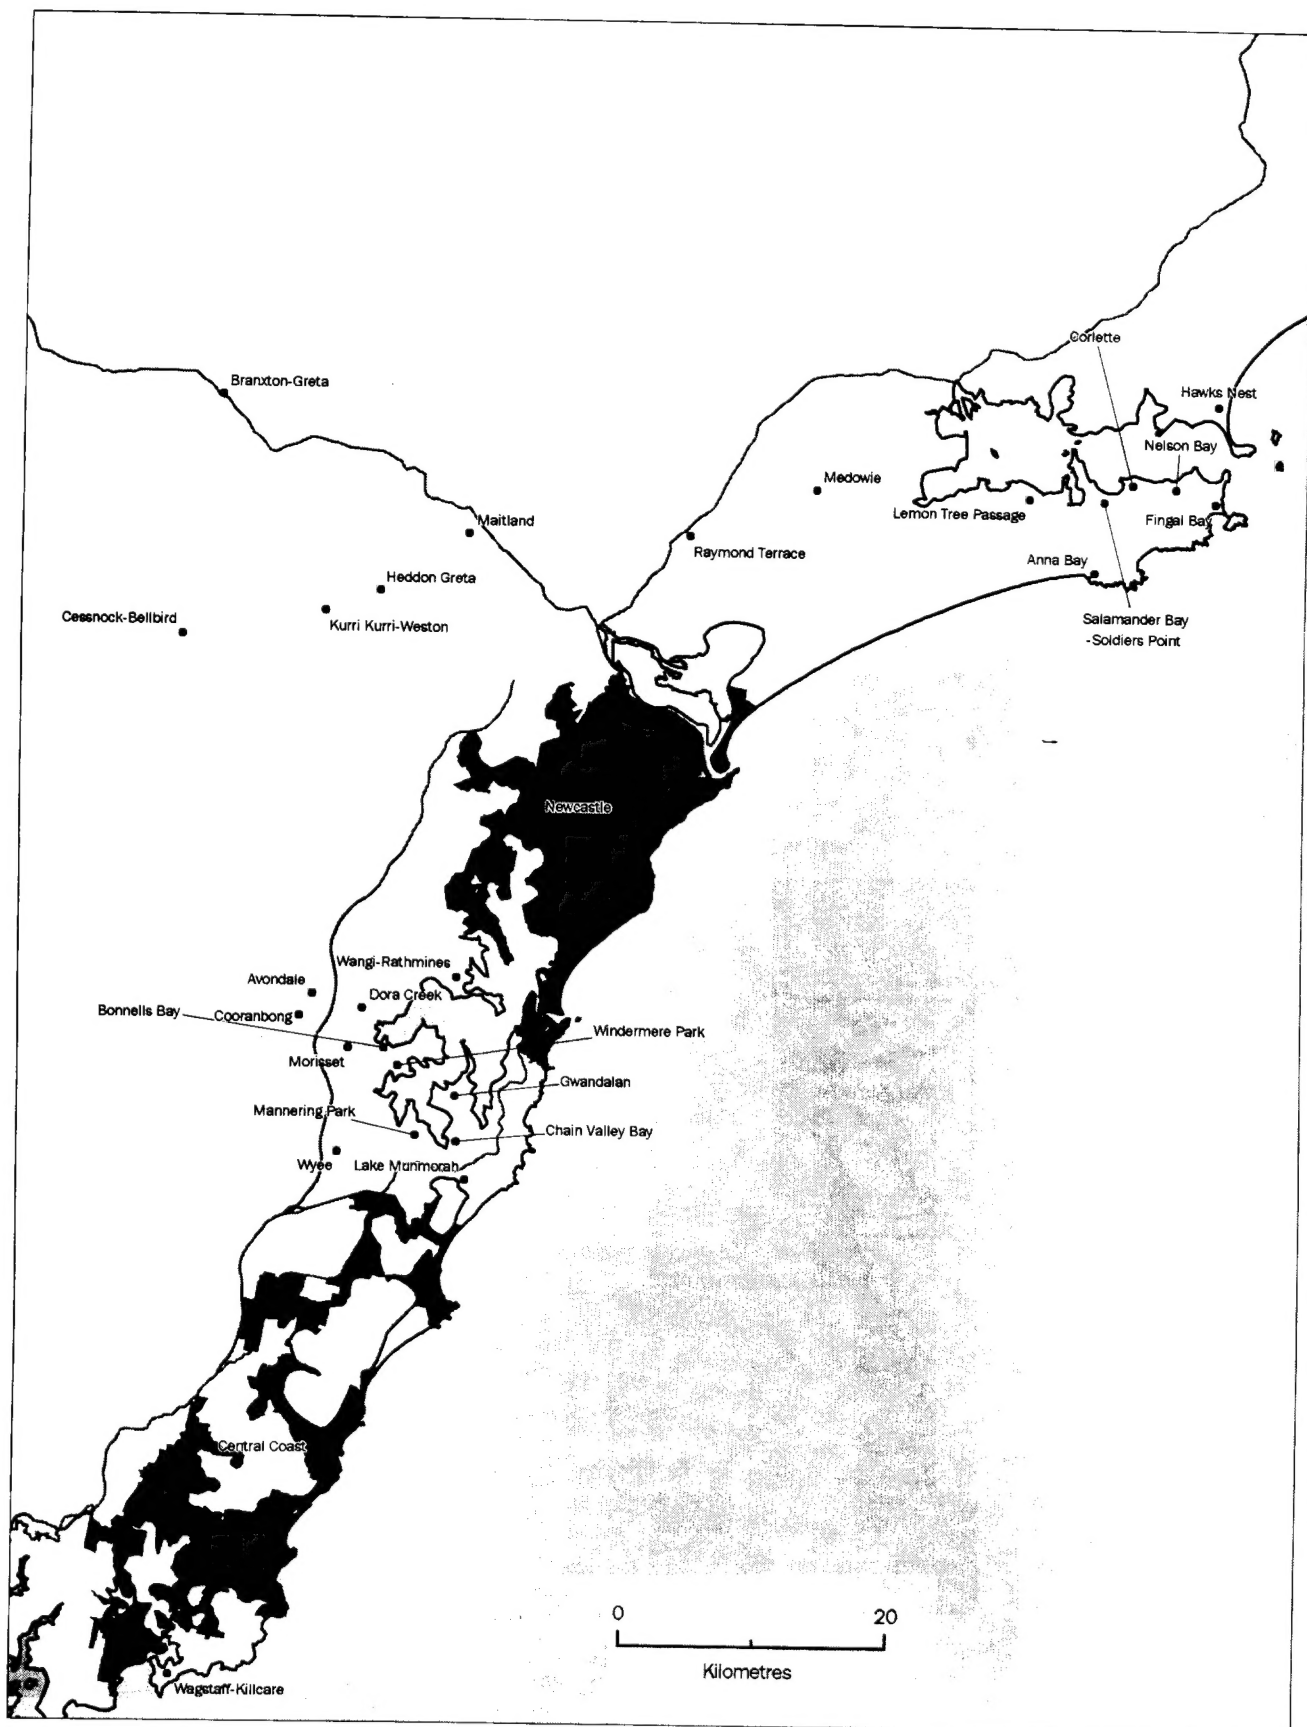 Corlette
Branxton-Greta
Hawks Nest
Nelson Bay
Medowie
Lemon Tree Passage
Fingal Bay
Maitland
Raymond Terrace
Anna Bay
Heddon Greta
Cessnock-Bellbird
Kurri Kurri-Weston
Salamander Bay
-Soldiers Point
Newcastle
Wangi-Rathmines
Avondale
Dora Creek
Bonnells Bay
Cooranbong
Windermere Park
Morisset
Gwandalan
Mannering Park
Chain Valley Bay
Wyee
Lake Munmorah
Central Coast
0 20
Kilometres
Wagstaff-Killcare